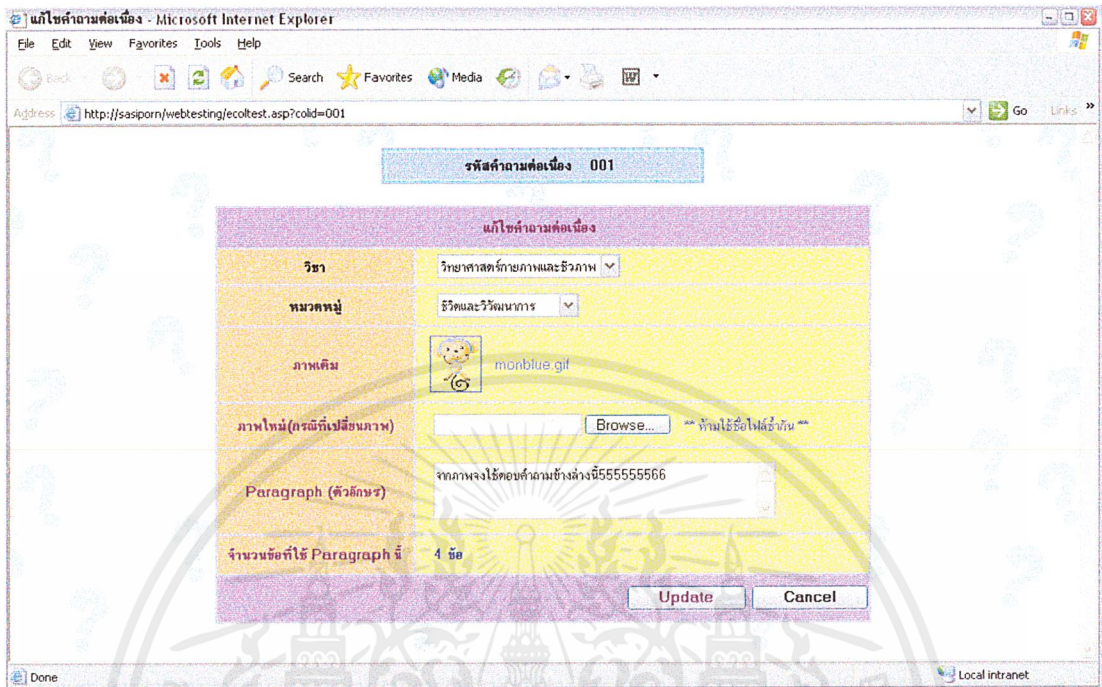 แก้ไขคำถามต่อเนื่อง - Microsoft Internet Explorer
File Edit View Favorites Tools Help
Back Search Favorites Media
Address http://sasiporn/webtesting/ecoltest.asp?colid=001 Go Links »
รหัสคำถามต่อเนื่อง 001
แก้ไขคำถามต่อเนื่อง
วิชา วิทยาศาสตร์กายภาพและชีวภาพ
หมวดหมู่ ชีวิตและวิวัฒนาการ
ภาพเดิม monblue.gif
ภาพใหม่(กรณีที่เปลี่ยนภาพ) Browse... ** ห้ามใช้ชื่อไฟล์ซ้ำกัน **
Paragraph (ตัวอักษร) จากภาพจงใช้ตอบคำถามข้างล่างนี้555555566
จำนวนข้อที่ใช้ Paragraph นี้ 4 ข้อ
Update Cancel
Done Local intranet